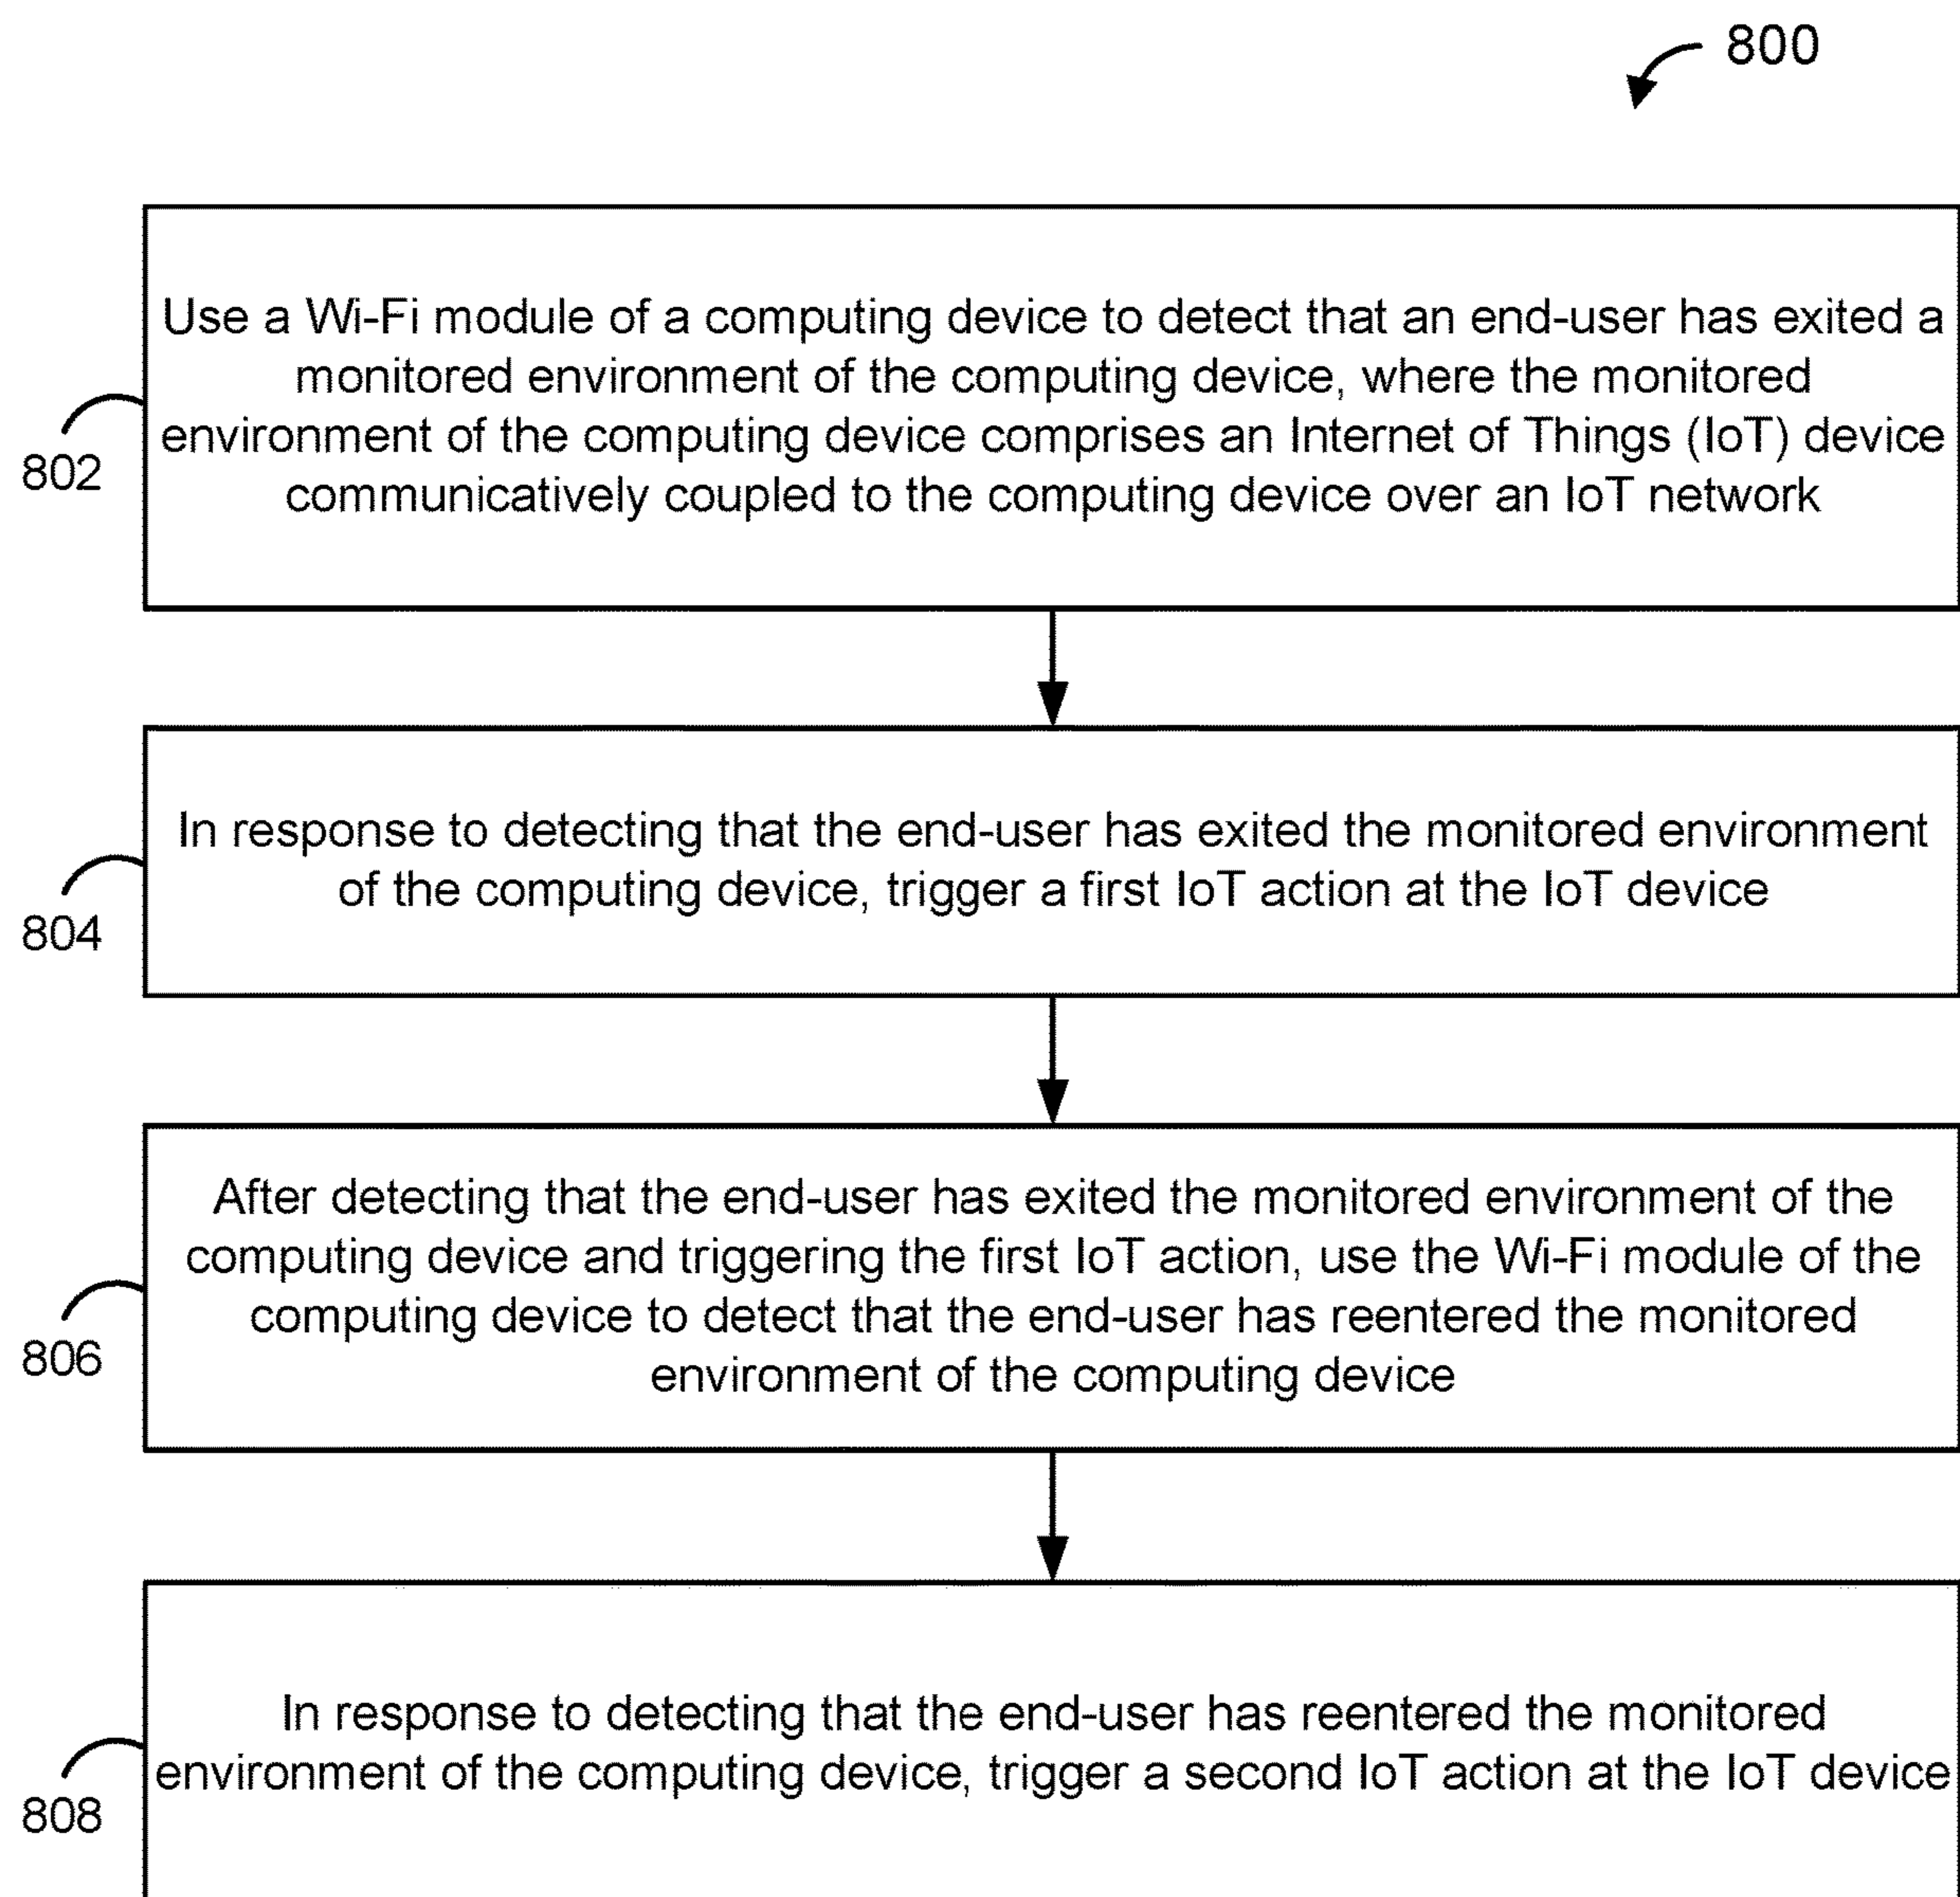 800
Use a Wi-Fi module of a computing device to detect that an end-user has exited a
monitored environment of the computing device, where the monitored
environment of the computing device comprises an Internet of Things (IoT) device
communicatively coupled to the computing device over an IoT network
802
In response to detecting that the end-user has exited the monitored environment
of the computing device, trigger a first IoT action at the IoT device
804
After detecting that the end-user has exited the monitored environment of the
computing device and triggering the first IoT action, use the Wi-Fi module of the
computing device to detect that the end-user has reentered the monitored
environment of the computing device
806
In response to detecting that the end-user has reentered the monitored
environment of the computing device, trigger a second IoT action at the IoT device
808